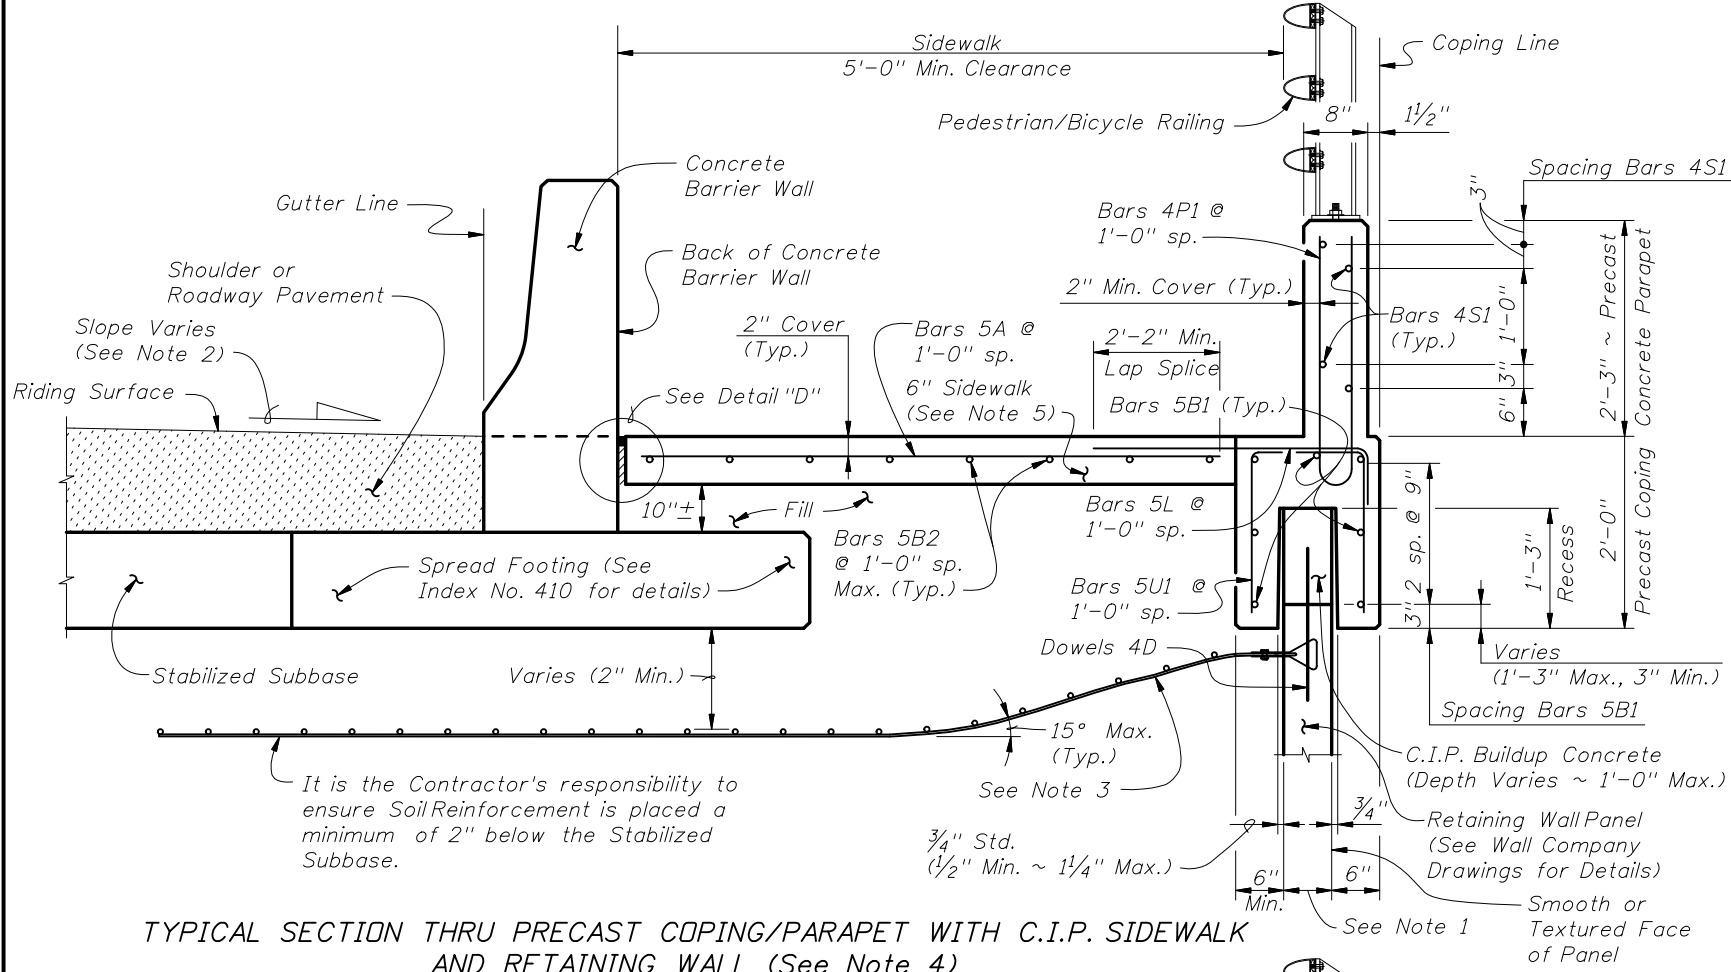 Sidewalk
5'-0" Min. Clearance
Coping Line
Pedestrian/Bicycle Railing
8"
1½"
Concrete
Barrier Wall
Gutter Line
Spacing Bars 4S1
3"
Bars 4P1 @
1'-0" sp.
Back of Concrete
Barrier Wall
Shoulder or
Roadway Pavement
2" Min. Cover (Typ.)
Slope Varies
(See Note 2)
2" Cover
(Typ.)
Bars 5A @
1'-0" sp.
2'-2" Min.
Lap Splice
Bars 4S1
(Typ.)
1'-0"
3"
6"
2'-3" ~ Precast
Concrete Parapet
Riding Surface
See Detail "D"
6" Sidewalk
(See Note 5)
Bars 5B1 (Typ.)
10"±
Fill
Bars 5B2
@ 1'-0" sp.
Max. (Typ.)
Bars 5L @
1'-0" sp.
2 sp. @ 9"
3"
1'-3"
Recess
2'-0"
Precast Coping
Spread Footing (See
Index No. 410 for details)
Bars 5U1 @
1'-0" sp.
Dowels 4D
Varies
(1'-3" Max., 3" Min.)
Spacing Bars 5B1
Stabilized Subbase
Varies (2" Min.)
15° Max.
(Typ.)
See Note 3
C.I.P. Buildup Concrete
(Depth Varies ~ 1'-0" Max.)
It is the Contractor's responsibility to
ensure Soil Reinforcement is placed a
minimum of 2" below the Stabilized
Subbase.
¾"
¾" Std.
(½" Min. ~ 1¼" Max.)
Retaining Wall Panel
(See Wall Company
Drawings for Details)
6"
Min.
6"
See Note 1
Smooth or
Textured Face
of Panel
TYPICAL SECTION THRU PRECAST COPING/PARAPET WITH C.I.P. SIDEWALK
AND RETAINING WALL (See Note 4)